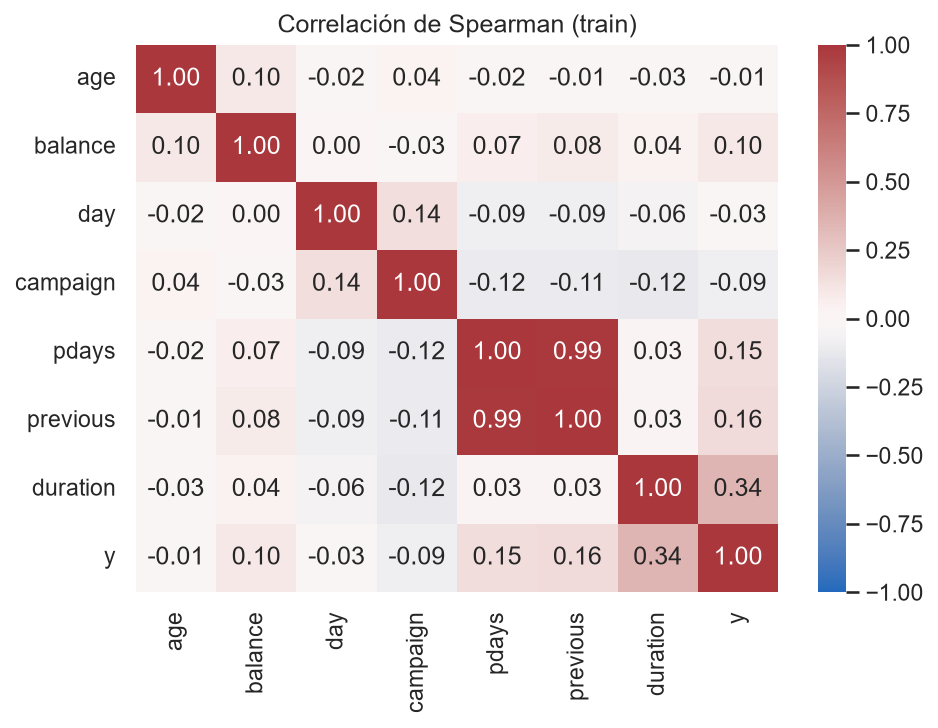 Correlación de Spearman (train)
age 1.00 0.10 -0.02 0.04 -0.02 -0.01 -0.03 -0.01
balance 0.10 1.00 0.00 -0.03 0.07 0.08 0.04 0.10
day -0.02 0.00 1.00 0.14 -0.09 -0.09 -0.06 -0.03
campaign 0.04 -0.03 0.14 1.00 -0.12 -0.11 -0.12 -0.09
pdays -0.02 0.07 -0.09 -0.12 1.00 0.99 0.03 0.15
previous -0.01 0.08 -0.09 -0.11 0.99 1.00 0.03 0.16
duration -0.03 0.04 -0.06 -0.12 0.03 0.03 1.00 0.34
y -0.01 0.10 -0.03 -0.09 0.15 0.16 0.34 1.00
age balance day campaign pdays previous duration y
1.00
0.75
0.50
0.25
0.00
−0.25
−0.50
−0.75
−1.00